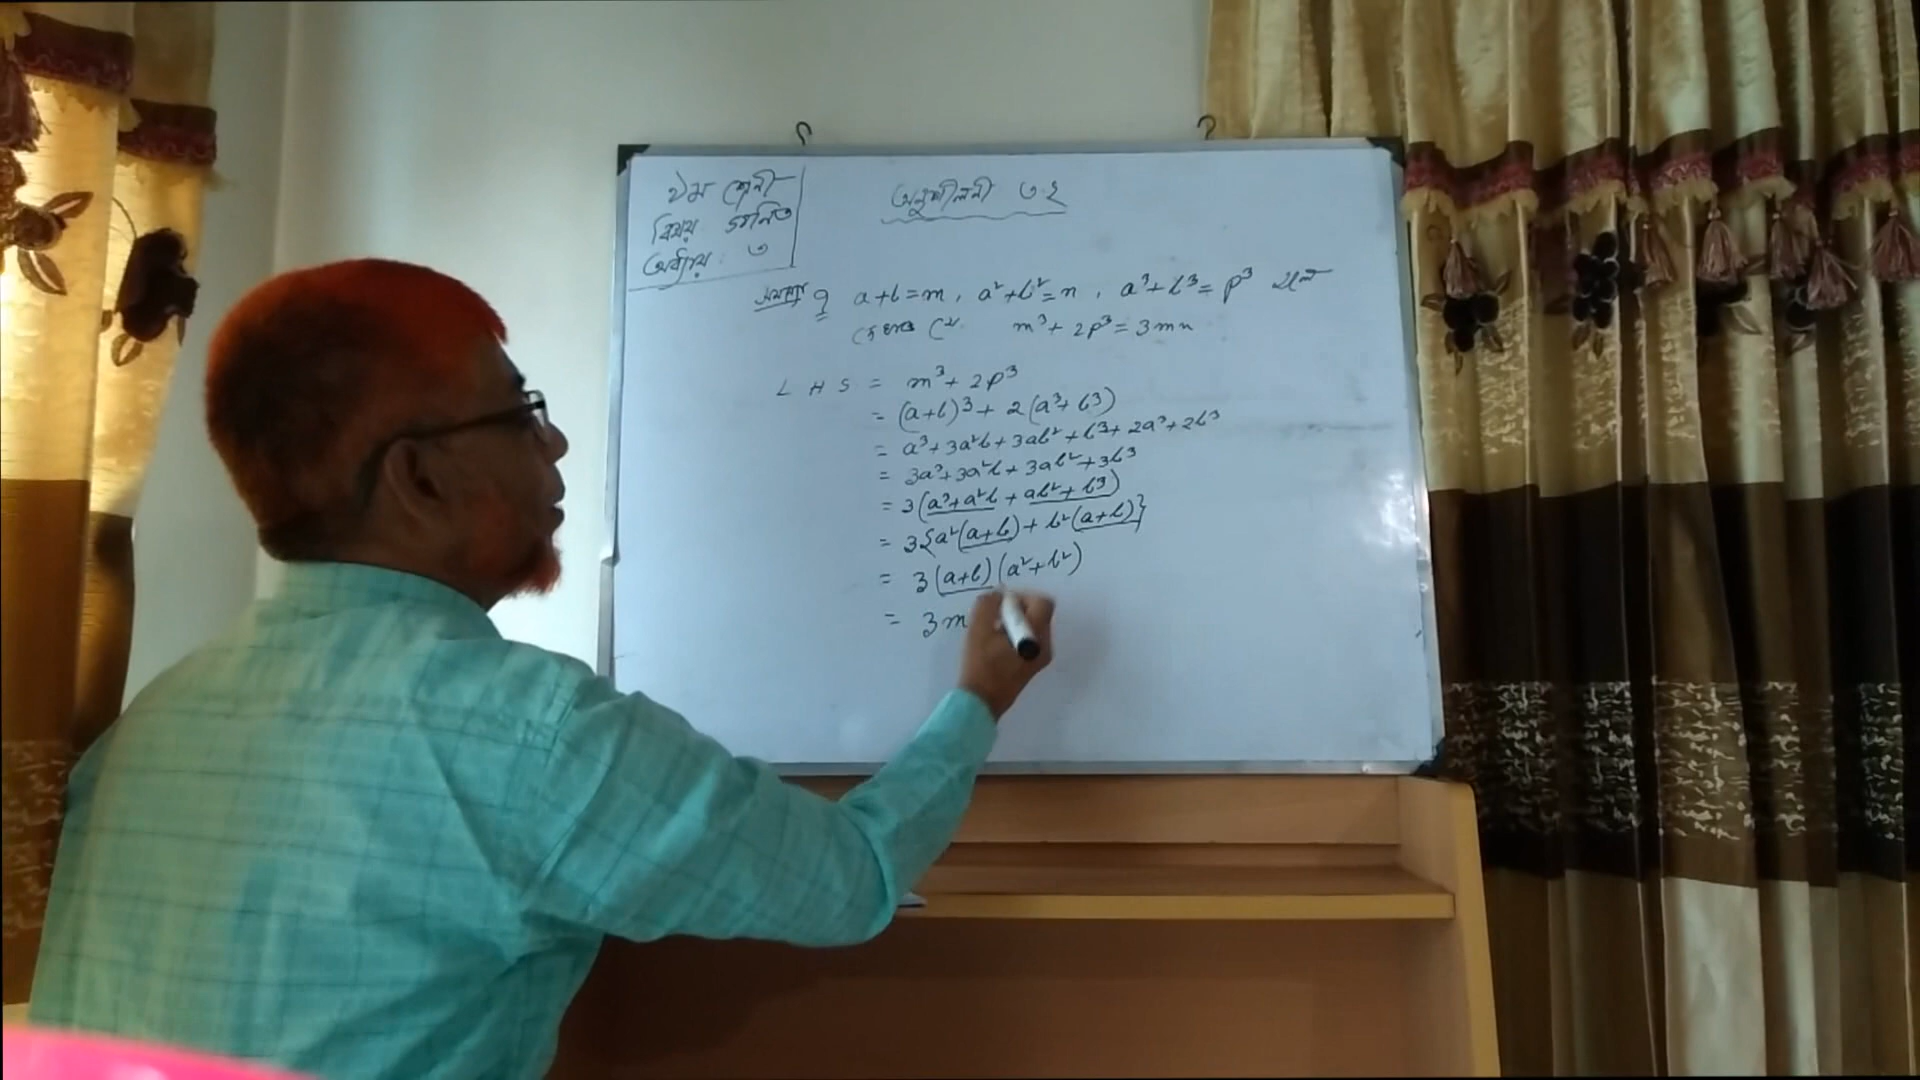 ৯ম শ্রেনী
বিষয় গনিত
অধ্যায়: ৩
অনুশীলনী ৩.২
সমস্যা ৭ a+b=m, a²+b²=n, a³+b³=p³ হলে
দেখাও যে m³+2p³=3mn
L H S = m³+2p³
= (a+b)³+2(a³+b³)
= a³+3a²b+3ab²+b³+2a³+2b³
= 3a³+3a²b+3ab²+3b³
= 3(a³+a²b+ab²+b³)
= 3{a²(a+b)+b²(a+b)}
= 3(a+b)(a²+b²)
= 3m